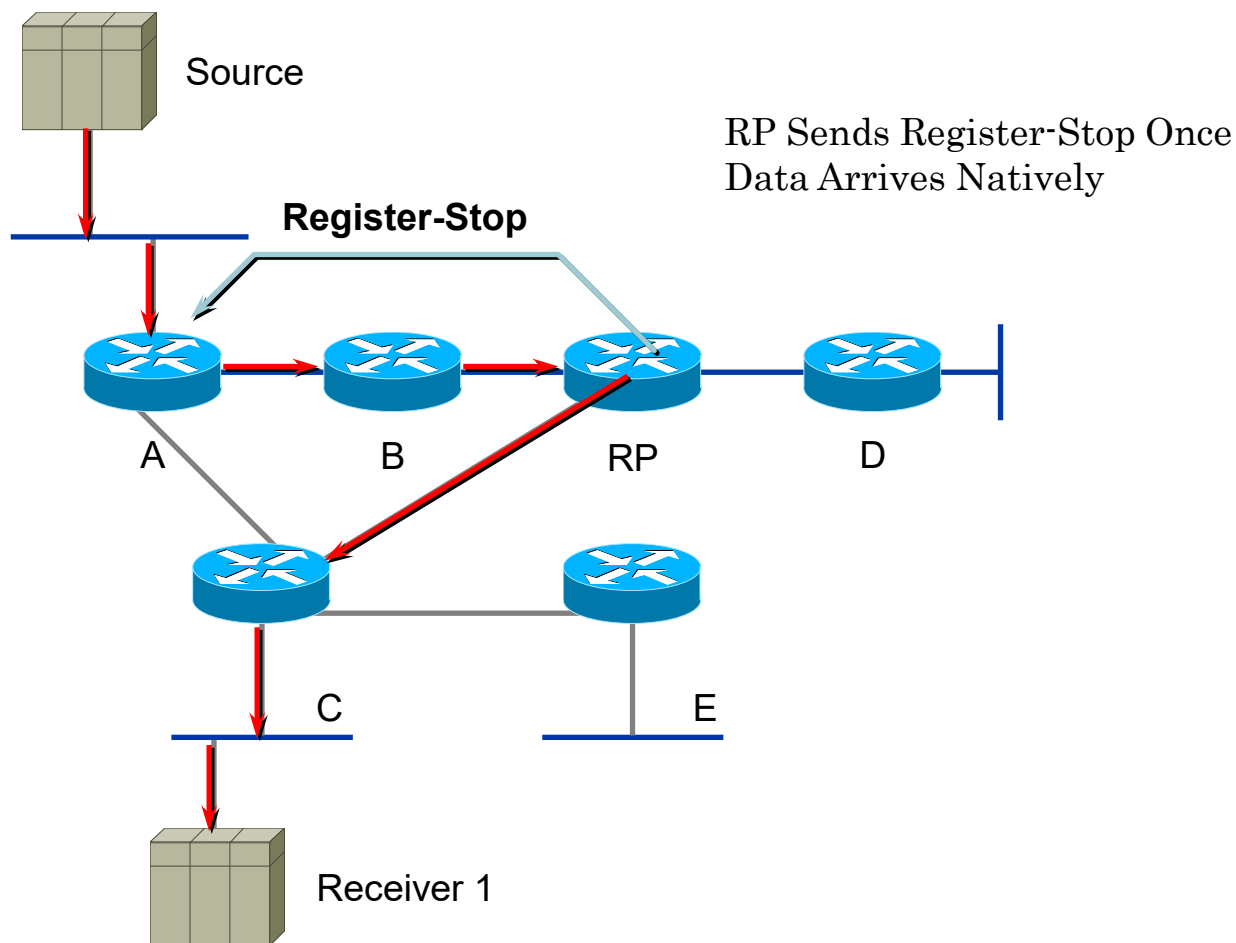 Source
RP Sends Register-Stop Once
Data Arrives Natively
Register-Stop
A
B
RP
D
C
E
Receiver 1